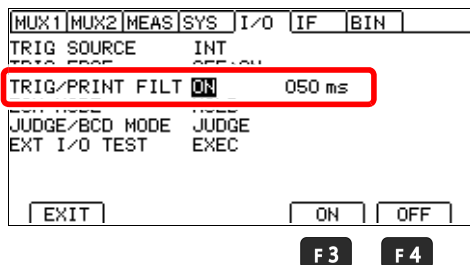 MUX1 MUX2 MEAS SYS I/O IF BIN
TRIG SOURCE INT
TRIG/PRINT FILT ON 050 ms
JUDGE/BCD MODE JUDGE
EXT I/O TEST EXEC
EXIT ON OFF
F3 F4